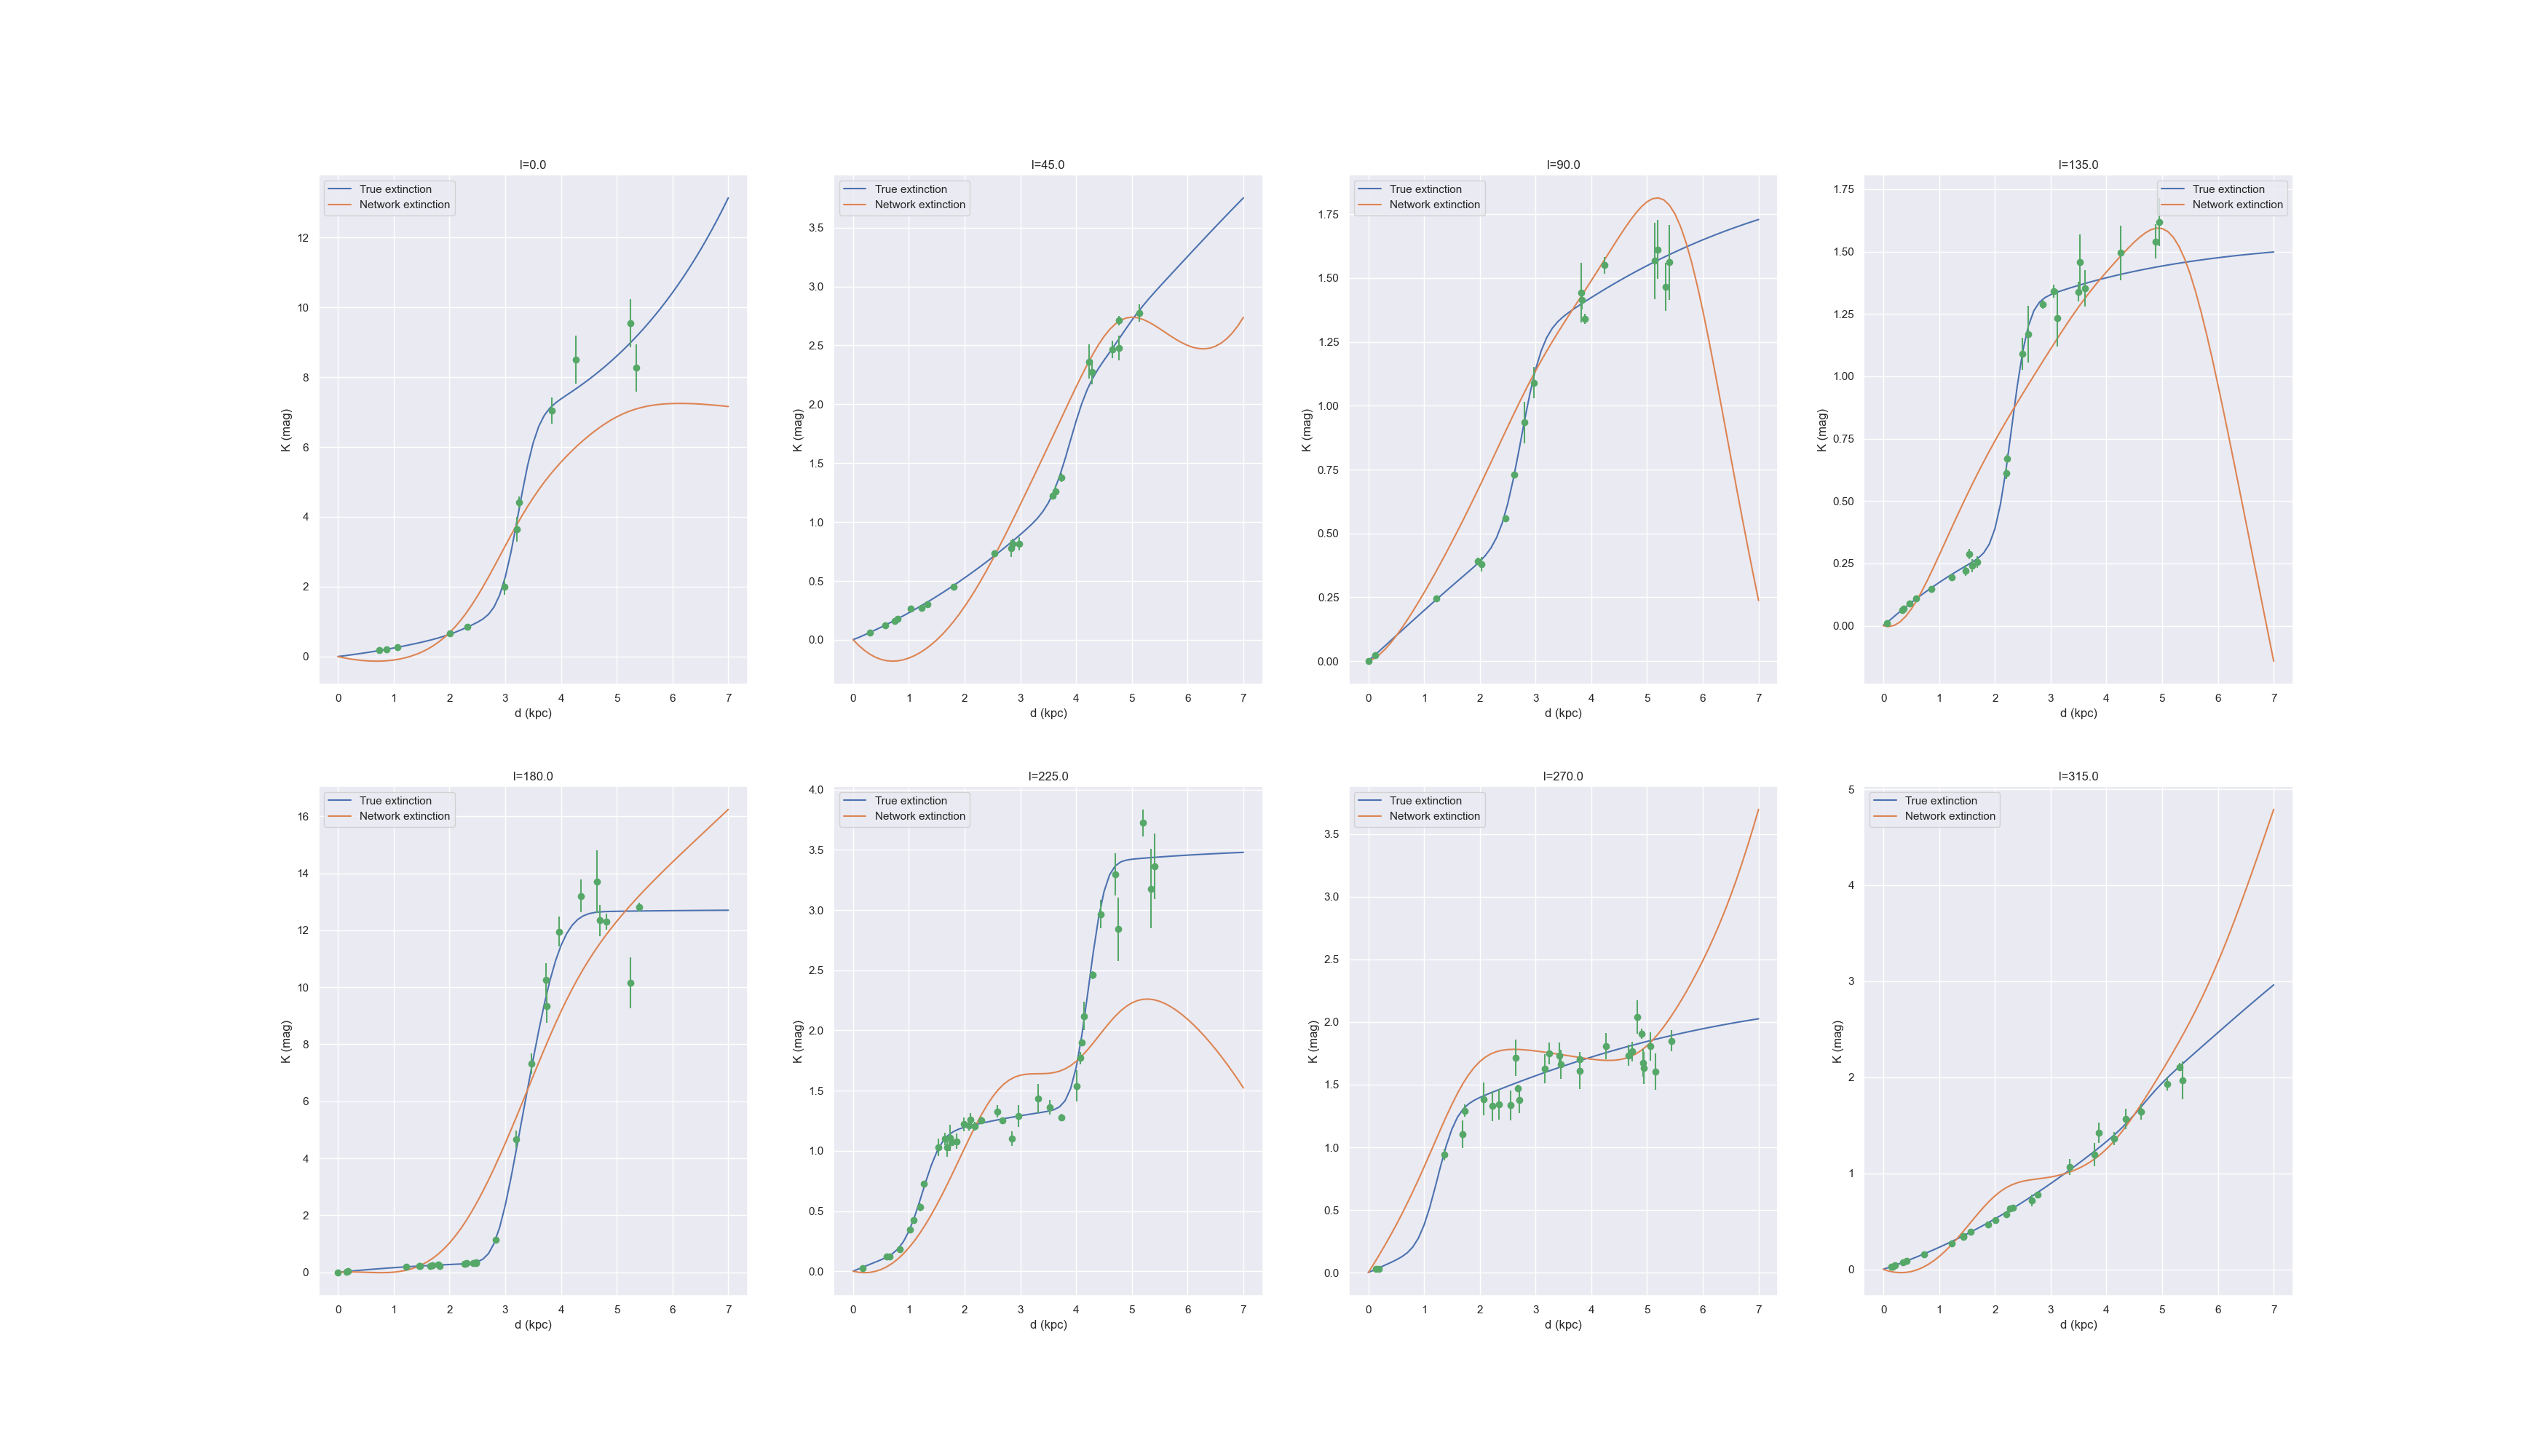 l=0.0
True extinction
Network extinction
12
10
8
6
4
2
0
K (mag)
0 1 2 3 4 5 6 7
d (kpc)
l=45.0
True extinction
Network extinction
3.5
3.0
2.5
2.0
1.5
1.0
0.5
0.0
K (mag)
0 1 2 3 4 5 6 7
d (kpc)
l=90.0
True extinction
Network extinction
1.75
1.50
1.25
1.00
0.75
0.50
0.25
0.00
K (mag)
0 1 2 3 4 5 6 7
d (kpc)
l=135.0
True extinction
Network extinction
1.75
1.50
1.25
1.00
0.75
0.50
0.25
0.00
K (mag)
0 1 2 3 4 5 6 7
d (kpc)
l=180.0
True extinction
Network extinction
16
14
12
10
8
6
4
2
0
K (mag)
0 1 2 3 4 5 6 7
d (kpc)
l=225.0
True extinction
Network extinction
4.0
3.5
3.0
2.5
2.0
1.5
1.0
0.5
0.0
K (mag)
0 1 2 3 4 5 6 7
d (kpc)
l=270.0
True extinction
Network extinction
3.5
3.0
2.5
2.0
1.5
1.0
0.5
0.0
K (mag)
0 1 2 3 4 5 6 7
d (kpc)
l=315.0
True extinction
Network extinction
5
4
3
2
1
0
K (mag)
0 1 2 3 4 5 6 7
d (kpc)